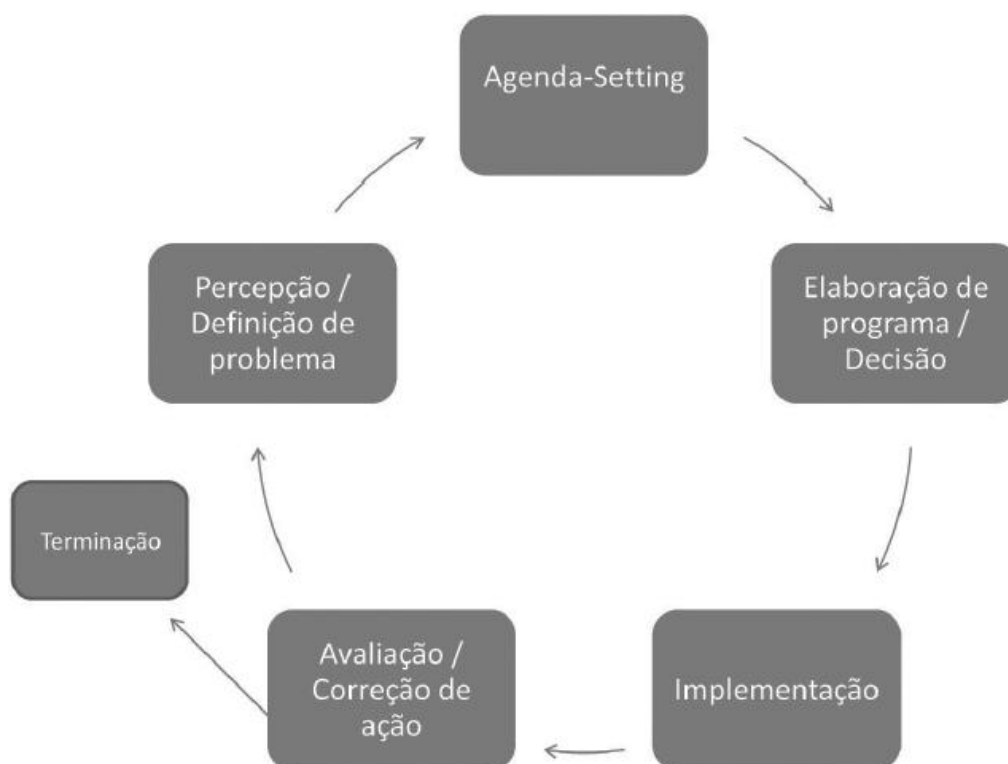 Agenda-Setting
Percepção /
Definição de
problema
Elaboração de
programa /
Decisão
Terminação
Avaliação /
Correção de
ação
Implementação